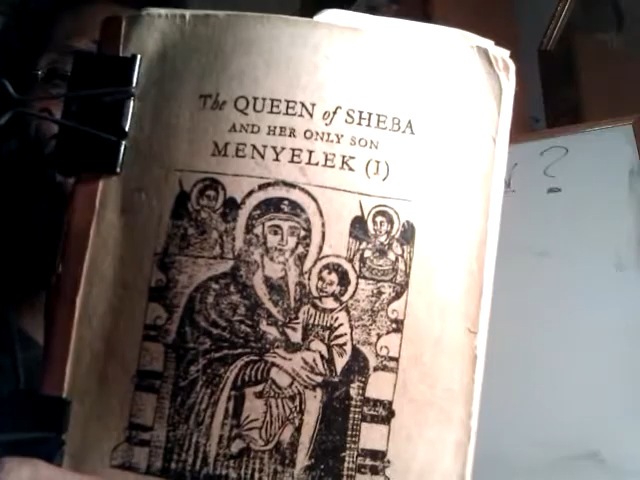 The QUEEN of SHEBA
AND HER ONLY SON
MENYELEK (I)
?